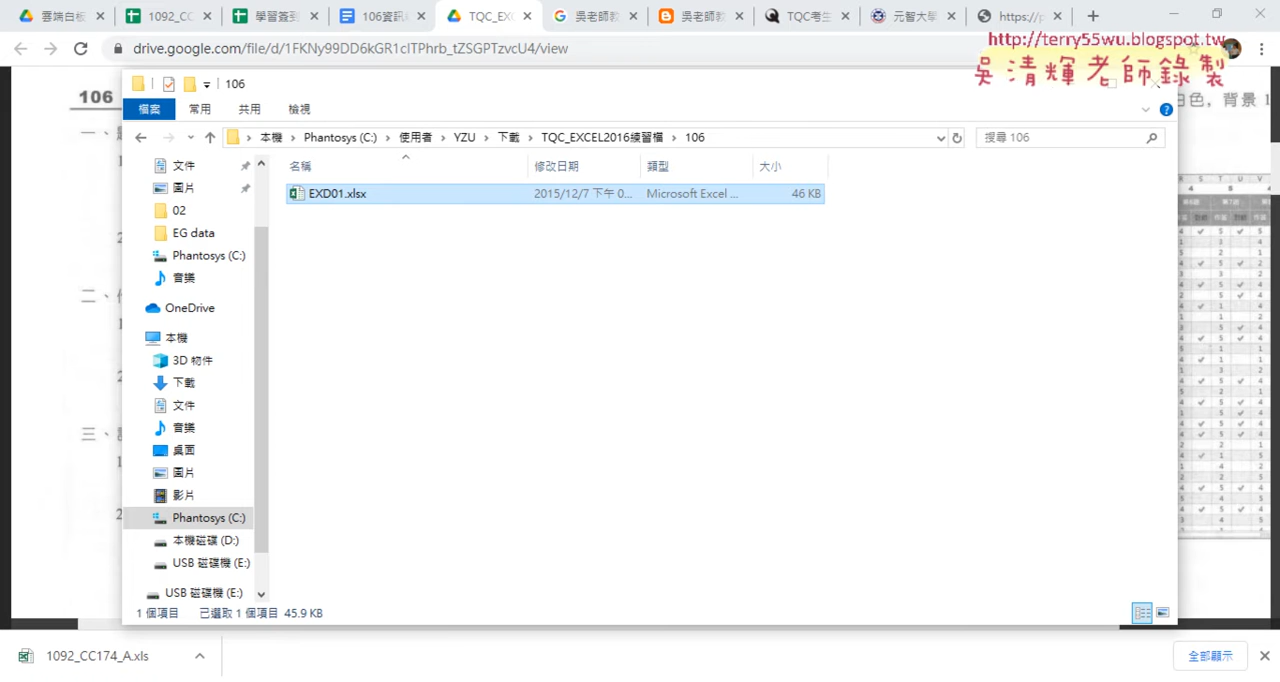 雲端白板
1092_CC
學習簽到
106資訊
TQC_EXC
吳老師教
吳老師教
TQC考生
元智大學
https://p
drive.google.com/file/d/1FKNy99DD6kGR1cITPhrb_tZSGPTzvcU4/view
http://terry55wu.blogspot.tw
吳清輝老師錄製
106
白色，背景 1
106
檔案
常用
共用
檢視
本機
Phantosys (C:)
使用者
YZU
下載
TQC_EXCEL2016練習檔
106
搜尋 106
文件
圖片
02
EG data
Phantosys (C:)
音樂
OneDrive
本機
3D 物件
下載
文件
音樂
桌面
圖片
影片
Phantosys (C:)
本機磁碟 (D:)
USB 磁碟機 (E:)
USB 磁碟機 (E:)
名稱
修改日期
類型
大小
EXD01.xlsx
2015/12/7 下午 0...
Microsoft Excel ...
46 KB
一、
二、
三、
1 個項目
已選取 1 個項目 45.9 KB
1092_CC174_A.xls
全部顯示